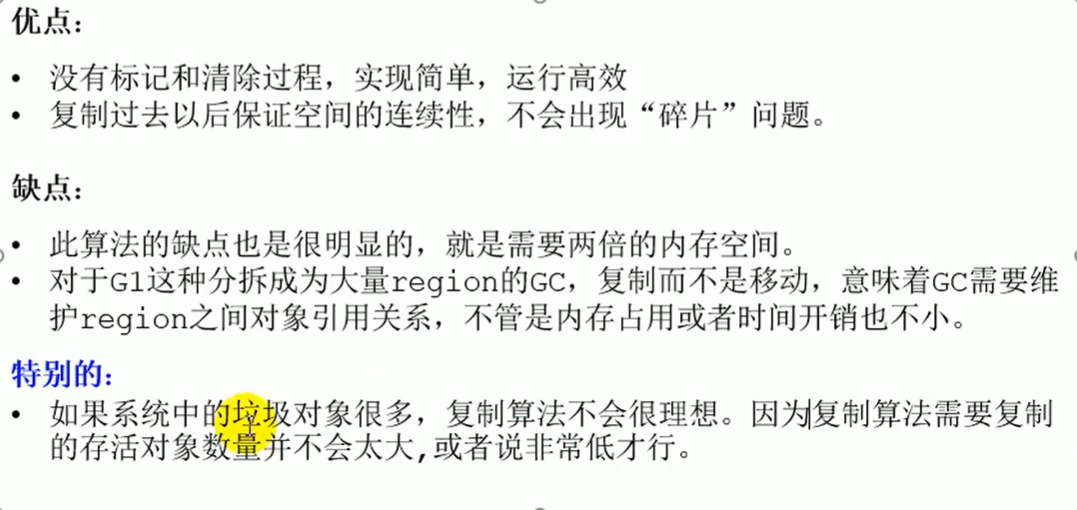 优点：
• 没有标记和清除过程，实现简单，运行高效
• 复制过去以后保证空间的连续性，不会出现“碎片”问题。
缺点：
• 此算法的缺点也是很明显的，就是需要两倍的内存空间。
• 对于G1这种分拆成为大量region的GC，复制而不是移动，意味着GC需要维
护region之间对象引用关系，不管是内存占用或者时间开销也不小。
特别的：
• 如果系统中的垃圾对象很多，复制算法不会很理想。因为复制算法需要复制
的存活对象数量并不会太大,或者说非常低才行。